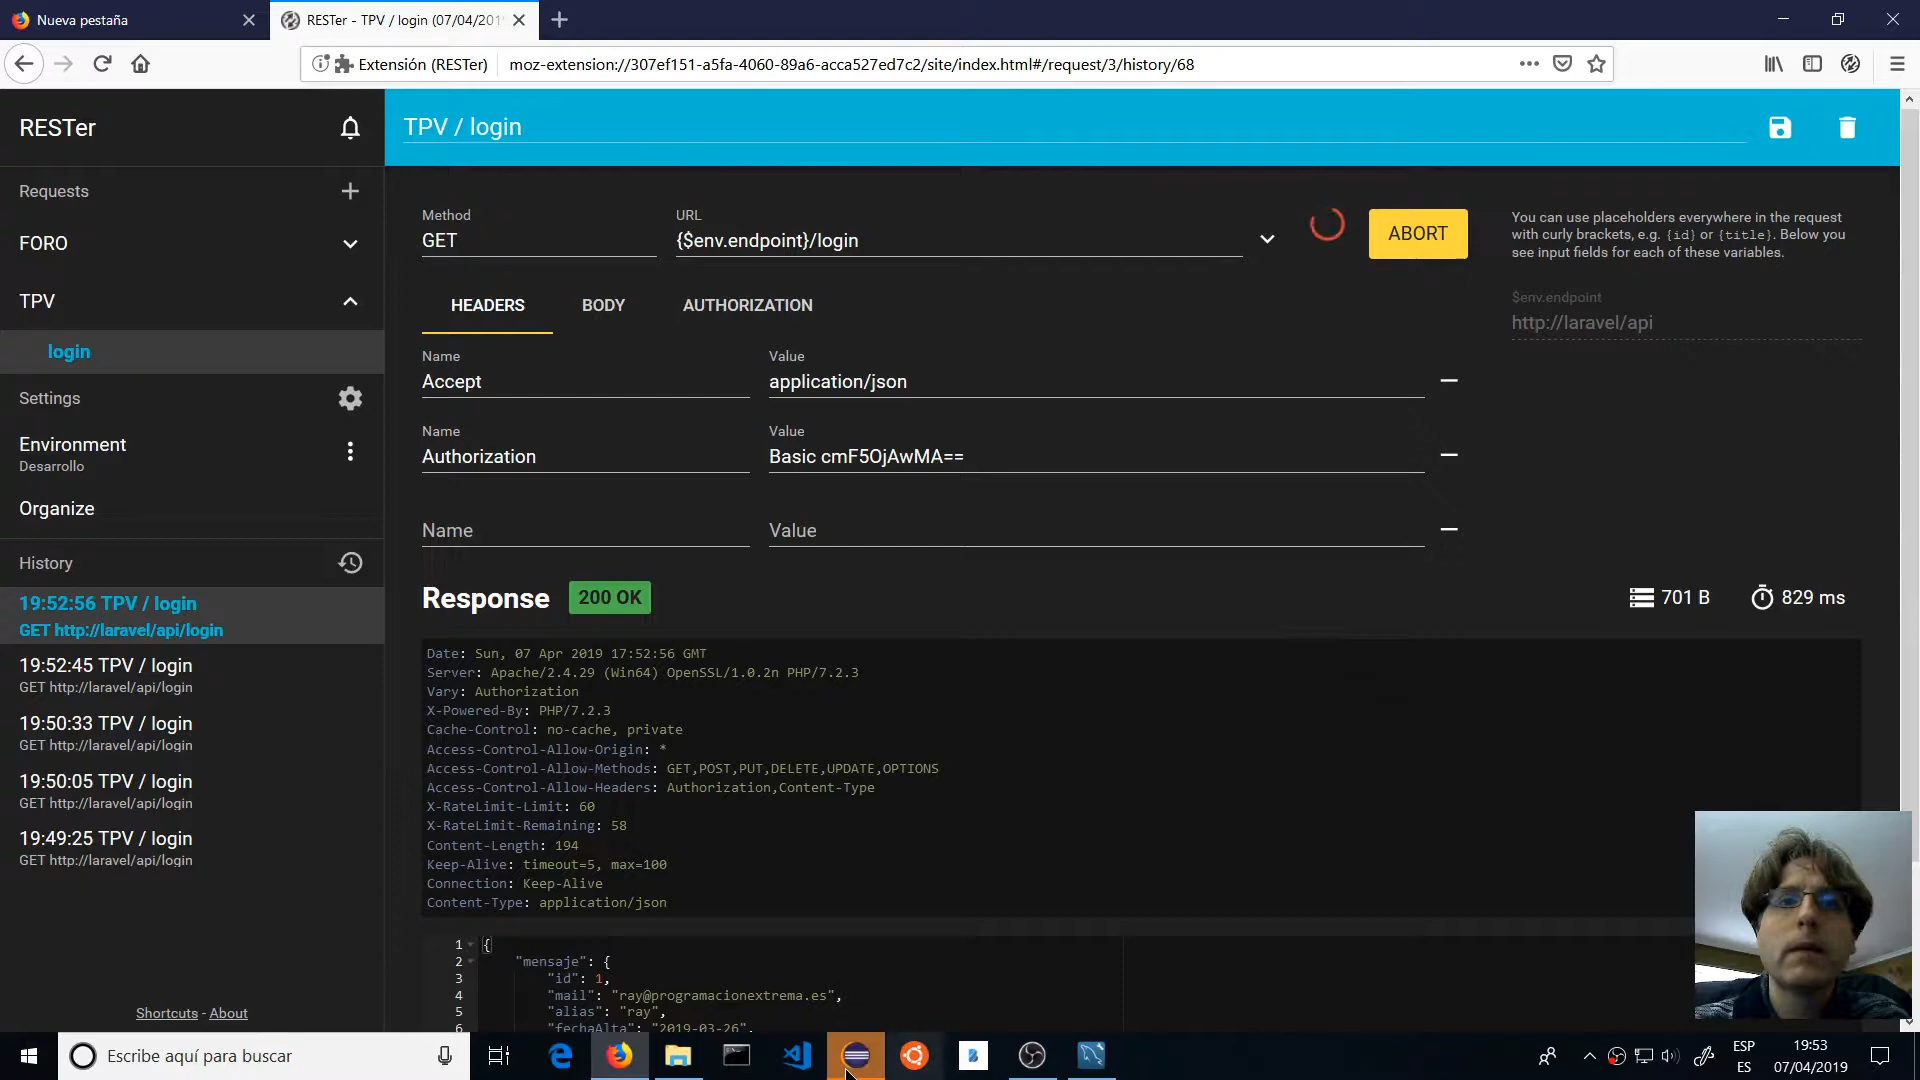 Nueva pestaña
RESTer - TPV / login (07/04/201
Extensión (RESTer)
moz-extension://307ef151-a5fa-4060-89a6-acca527ed7c2/site/index.html#/request/3/history/68
RESTer
TPV / login
Requests
FORO
TPV
login
Settings
Environment
Desarrollo
Organize
History
19:52:56 TPV / login
GET http://laravel/api/login
19:52:45 TPV / login
GET http://laravel/api/login
19:50:33 TPV / login
GET http://laravel/api/login
19:50:05 TPV / login
GET http://laravel/api/login
19:49:25 TPV / login
GET http://laravel/api/login
Shortcuts - About
Method
GET
URL
{$env.endpoint}/login
ABORT
You can use placeholders everywhere in the request
with curly brackets, e.g. {id} or {title}. Below you
see input fields for each of these variables.
$env.endpoint
http://laravel/api
HEADERS
BODY
AUTHORIZATION
Name
Value
Accept
application/json
Name
Value
Authorization
Basic cmF5OjAwMA==
Name
Value
Response
200 OK
701 B
829 ms
Date: Sun, 07 Apr 2019 17:52:56 GMT
Server: Apache/2.4.29 (Win64) OpenSSL/1.0.2n PHP/7.2.3
Vary: Authorization
X-Powered-By: PHP/7.2.3
Cache-Control: no-cache, private
Access-Control-Allow-Origin: *
Access-Control-Allow-Methods: GET,POST,PUT,DELETE,UPDATE,OPTIONS
Access-Control-Allow-Headers: Authorization,Content-Type
X-RateLimit-Limit: 60
X-RateLimit-Remaining: 58
Content-Length: 194
Keep-Alive: timeout=5, max=100
Connection: Keep-Alive
Content-Type: application/json
1 {
2 "mensaje": {
3 "id": 1,
4 "mail": "ray@programacionextrema.es",
5 "alias": "ray",
6 "fechaAlta": "2019-03-26",
Escribe aquí para buscar
ESP
ES
19:53
07/04/2019